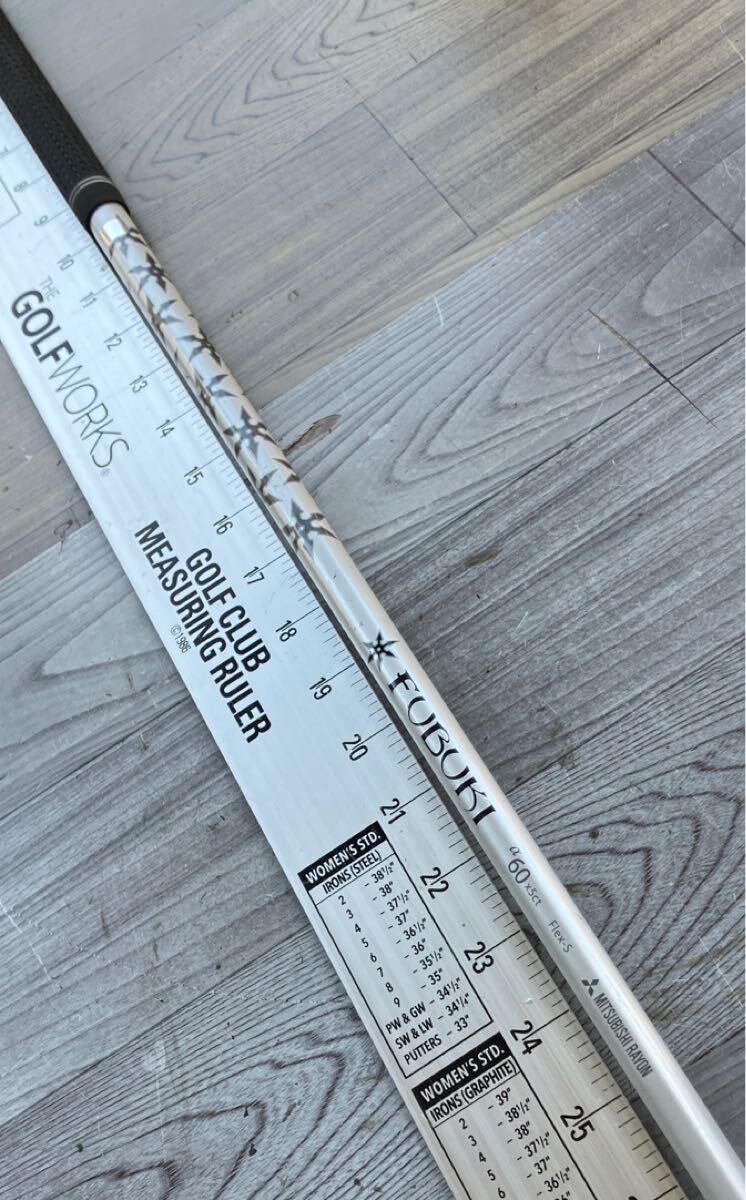 7
8
9
10
11
12
13
14
15
16
17
18
19
20
21
22
23
24
25
THE
GOLFWORKS®
GOLF CLUB
MEASURING RULER
©1986
FUBUKI
α 60 x5ct Flex-S
MITSUBISHI RAYON
WOMEN'S STD.
IRONS (STEEL)
2 - 38½"
3 - 38"
4 - 37½"
5 - 37"
6 - 36½"
7 - 36"
8 - 35½"
9 - 35"
PW & GW - 34½"
SW & LW - 34¼"
PUTTERS - 33"
WOMEN'S STD.
IRONS (GRAPHITE)
2 - 39"
3 - 38½"
4 - 38"
5 - 37½"
6 - 37"
- 36½"